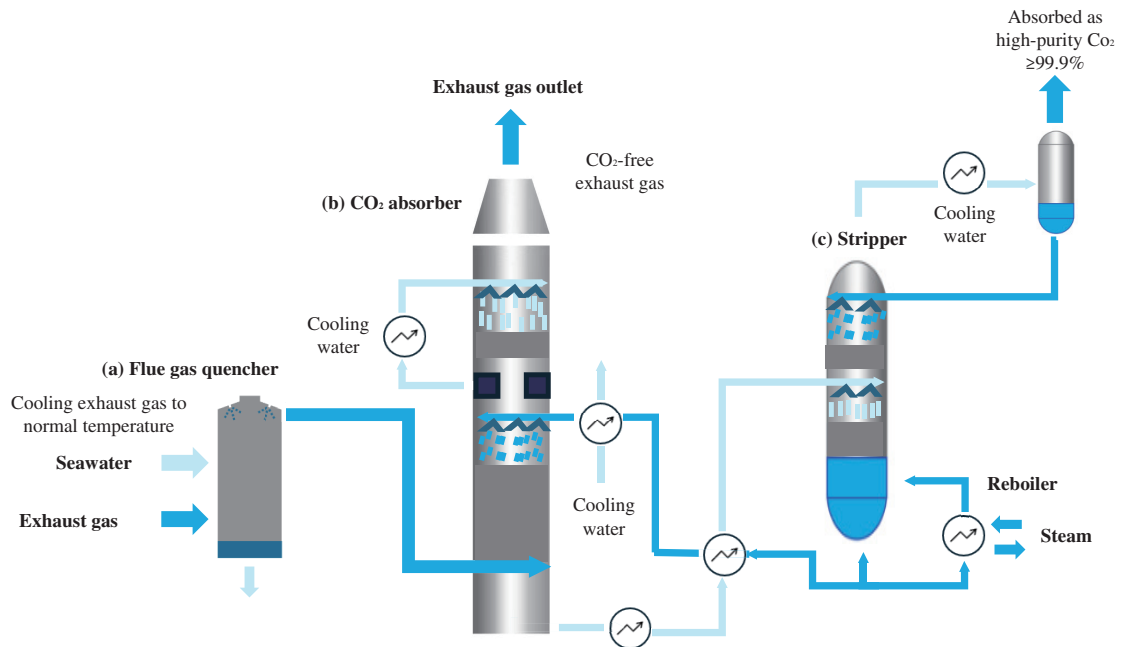 Absorbed as
high-purity Co₂
≥99.9%
Exhaust gas outlet
CO₂-free
exhaust gas
(b) CO₂ absorber
Cooling
water
(c) Stripper
Cooling
water
(a) Flue gas quencher
Cooling exhaust gas to
normal temperature
Seawater
Exhaust gas
Cooling
water
Reboiler
Steam